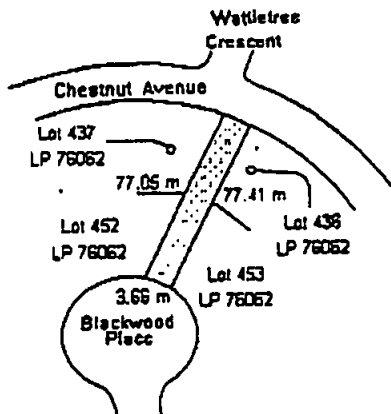 Wattletree
Crescent
Chestnut Avenue
Lot 437
LP 76062
77.05 m
77.41 m
Lot 436
LP 76062
Lot 452
LP 76062
Lot 453
LP 76062
3.66 m
Blackwood
Place